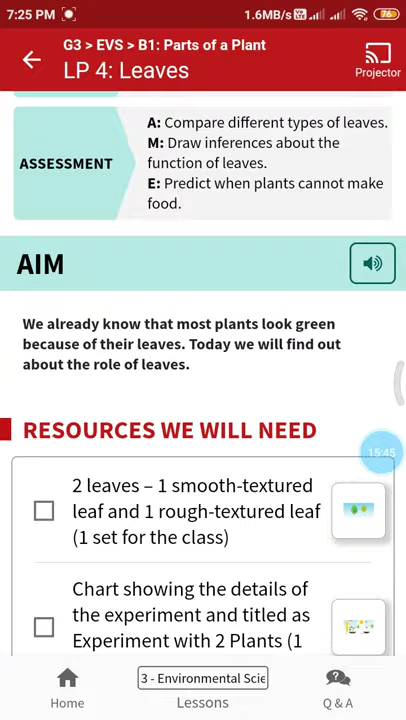 7:25 PM
1.6MB/s
76
G3 > EVS > B1: Parts of a Plant
LP 4: Leaves
Projector
ASSESSMENT
A: Compare different types of leaves.
M: Draw inferences about the
function of leaves.
E: Predict when plants cannot make
food.
AIM
We already know that most plants look green
because of their leaves. Today we will find out
about the role of leaves.
RESOURCES WE WILL NEED
15:45
2 leaves – 1 smooth-textured
leaf and 1 rough-textured leaf
(1 set for the class)
Chart showing the details of
the experiment and titled as
Experiment with 2 Plants (1
3 - Environmental Scie
Home
Lessons
Q & A